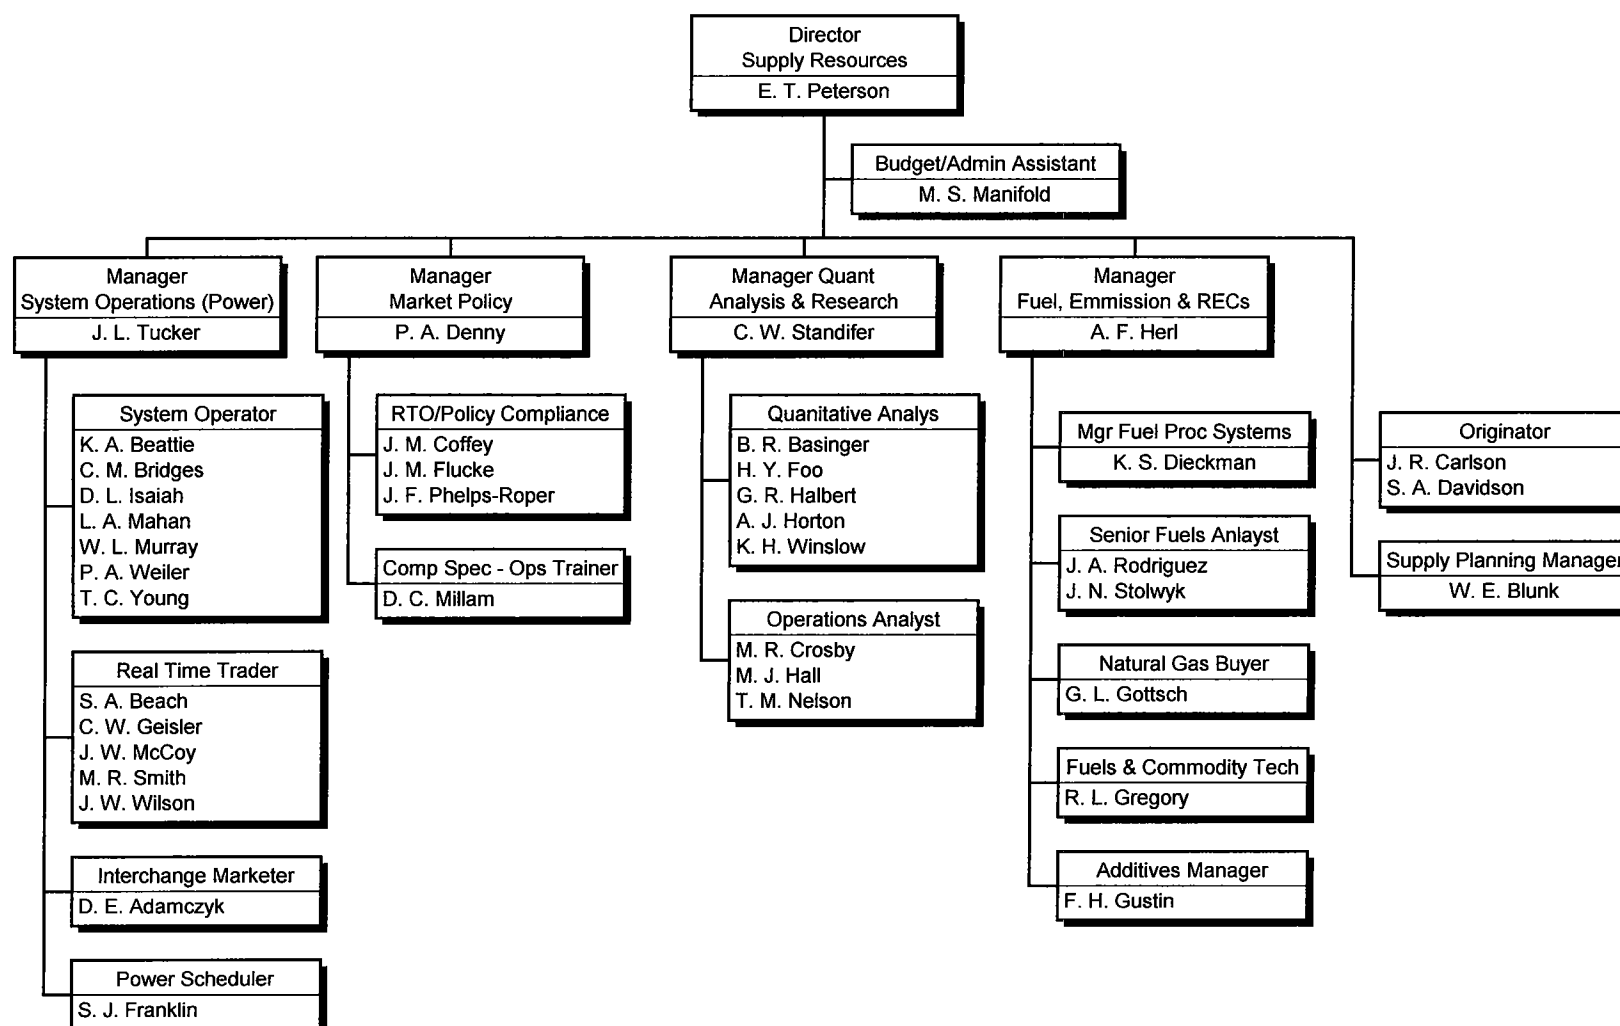 Director
Supply Resources
E. T. Peterson
Budget/Admin Assistant
M. S. Manifold
Manager
System Operations (Power)
J. L. Tucker
Manager
Market Policy
P. A. Denny
Manager Quant
Analysis & Research
C. W. Standifer
Manager
Fuel, Emmission & RECs
A. F. Herl
System Operator
K. A. Beattie
C. M. Bridges
D. L. Isaiah
L. A. Mahan
W. L. Murray
P. A. Weiler
T. C. Young
Real Time Trader
S. A. Beach
C. W. Geisler
J. W. McCoy
M. R. Smith
J. W. Wilson
Interchange Marketer
D. E. Adamczyk
Power Scheduler
S. J. Franklin
RTO/Policy Compliance
J. M. Coffey
J. M. Flucke
J. F. Phelps-Roper
Comp Spec - Ops Trainer
D. C. Millam
Quanitative Analys
B. R. Basinger
H. Y. Foo
G. R. Halbert
A. J. Horton
K. H. Winslow
Operations Analyst
M. R. Crosby
M. J. Hall
T. M. Nelson
Mgr Fuel Proc Systems
K. S. Dieckman
Senior Fuels Anlayst
J. A. Rodriguez
J. N. Stolwyk
Natural Gas Buyer
G. L. Gottsch
Fuels & Commodity Tech
R. L. Gregory
Additives Manager
F. H. Gustin
Originator
J. R. Carlson
S. A. Davidson
Supply Planning Manager
W. E. Blunk